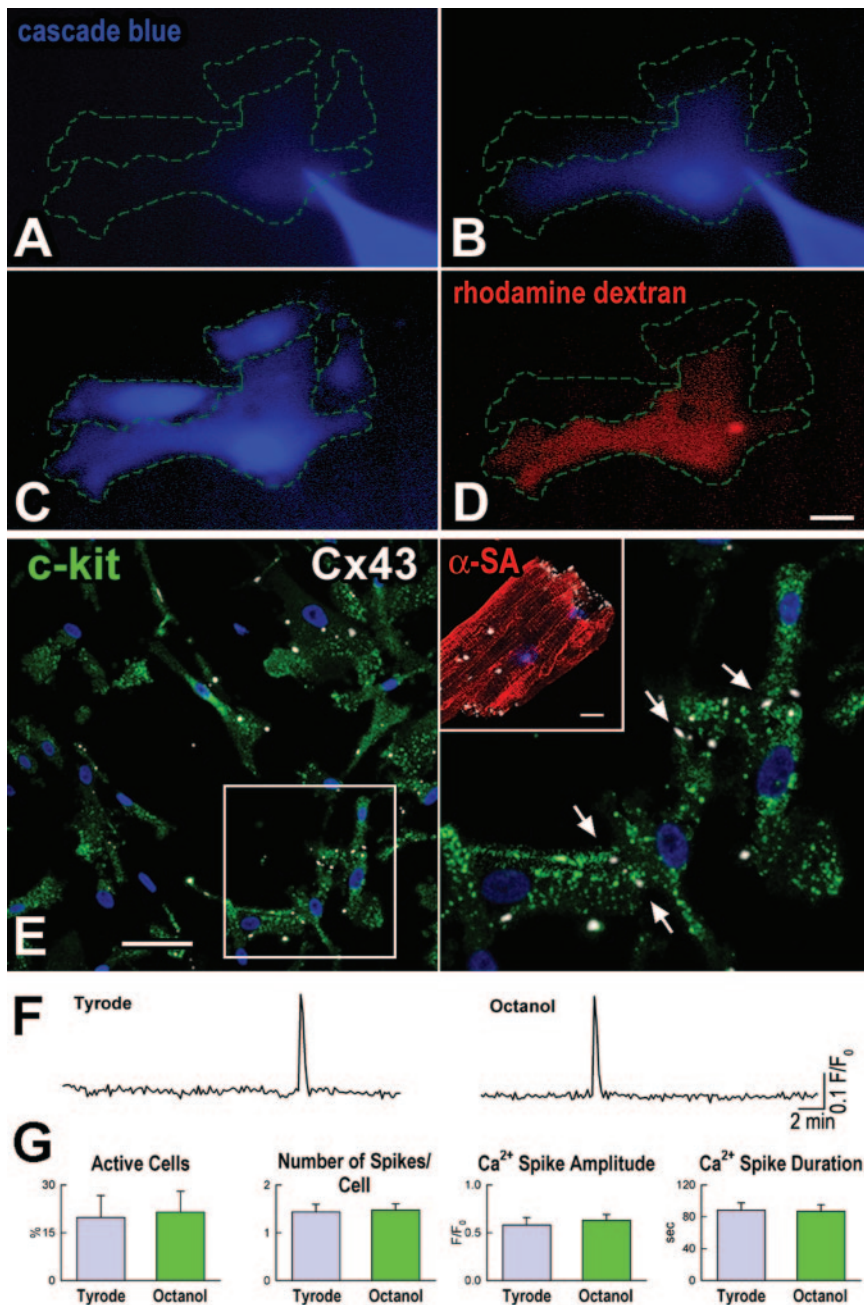 cascade blue
A
B
rhodamine dextran
C
D
c-kit
Cx43
α-SA
E
F
Tyrode
Octanol
0.1 F/F₀
2 min
G
Active Cells
30
15
0
%
Tyrode
Octanol
Number of Spikes/
Cell
2
1
0
Tyrode
Octanol
Ca²⁺ Spike Amplitude
1.0
0.5
0.0
F/F₀
Tyrode
Octanol
Ca²⁺ Spike Duration
120
80
40
0
sec
Tyrode
Octanol